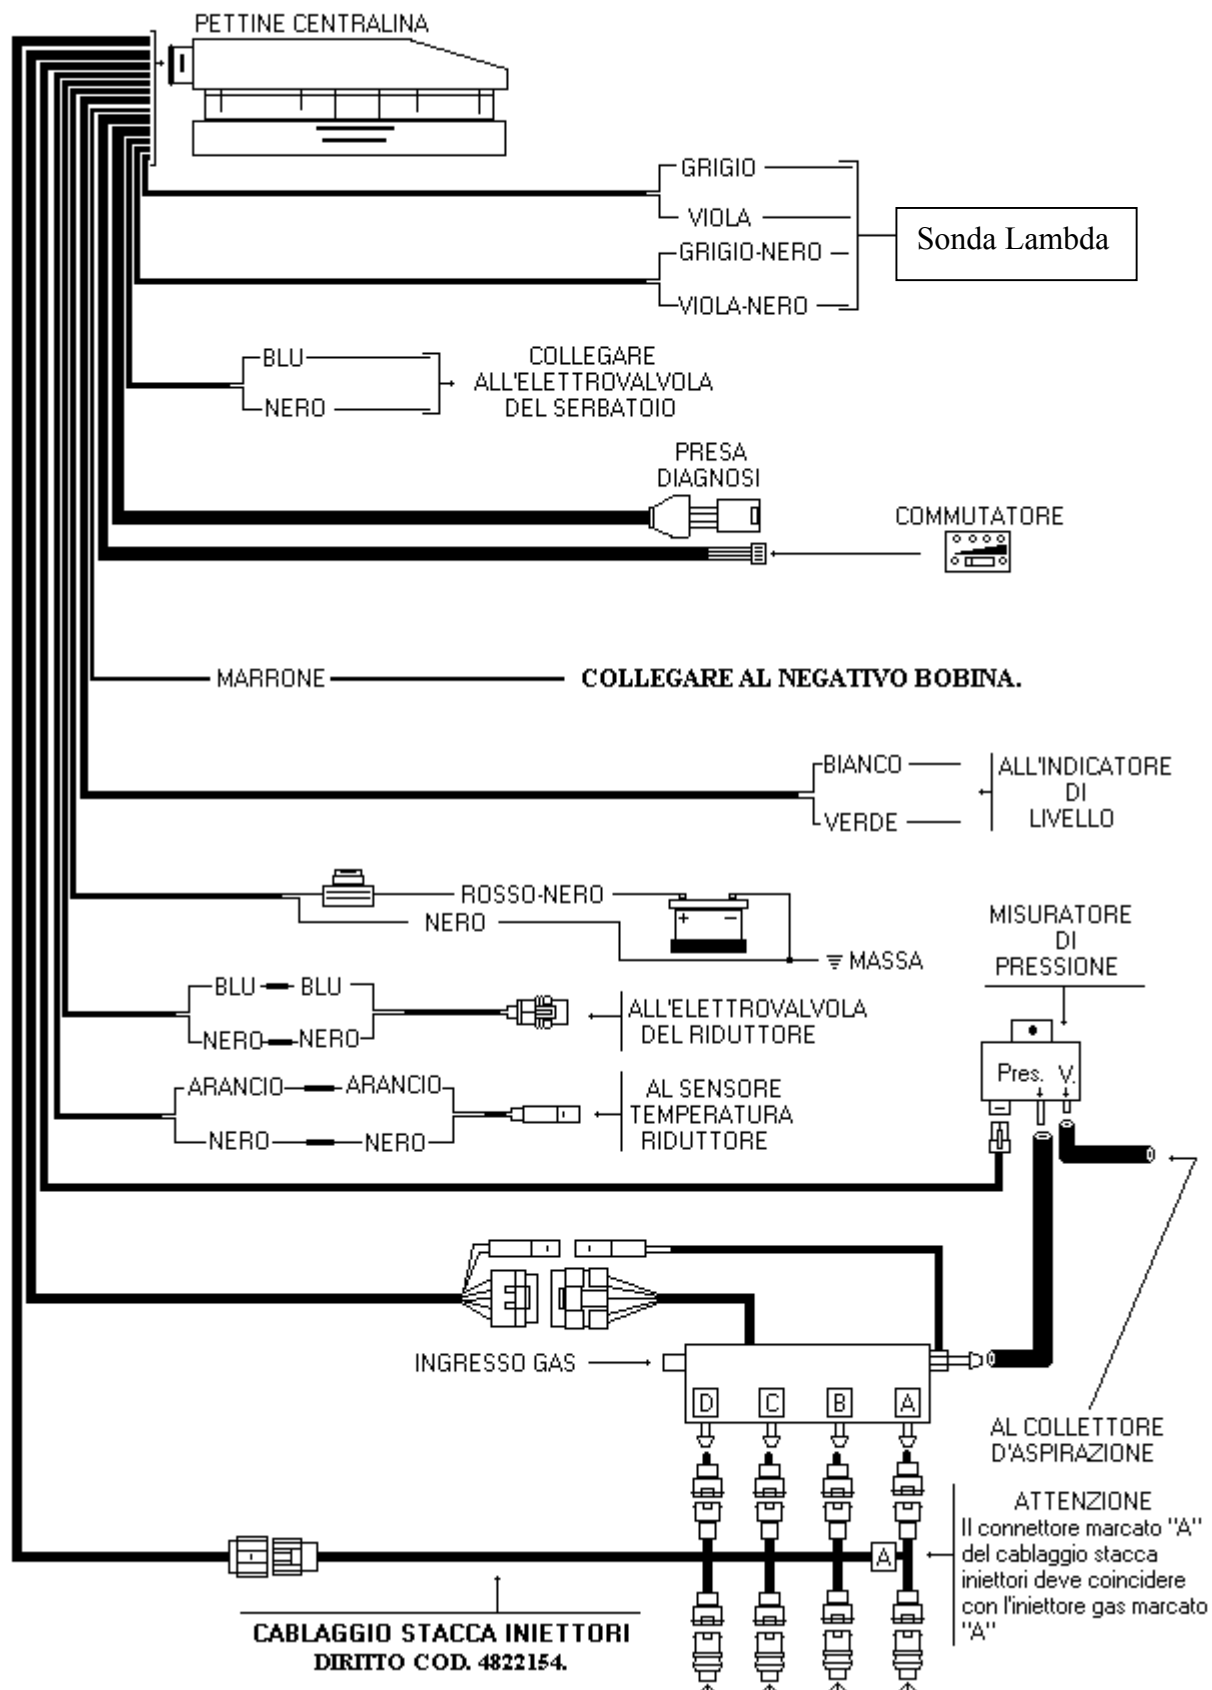 PETTINE CENTRALINA
GRIGIO
VIOLA
GRIGIO-NERO
VIOLA-NERO
Sonda Lambda
BLU
NERO
COLLEGARE
ALL'ELETTROVALVOLA
DEL SERBATOIO
PRESA
DIAGNOSI
COMMUTATORE
MARRONE
COLLEGARE AL NEGATIVO BOBINA.
BIANCO
VERDE
ALL'INDICATORE
DI
LIVELLO
ROSSO-NERO
NERO
+ −
MASSA
MISURATORE
DI
PRESSIONE
Pres. V.
BLU BLU
NERO NERO
ALL'ELETTROVALVOLA
DEL RIDUTTORE
ARANCIO ARANCIO
NERO NERO
AL SENSORE
TEMPERATURA
RIDUTTORE
INGRESSO GAS
D C B A
AL COLLETTORE
D'ASPIRAZIONE
ATTENZIONE
Il connettore marcato "A"
del cablaggio stacca
iniettori deve coincidere
con l'iniettore gas marcato
"A"
A
CABLAGGIO STACCA INIETTORI
DIRITTO COD. 4822154.